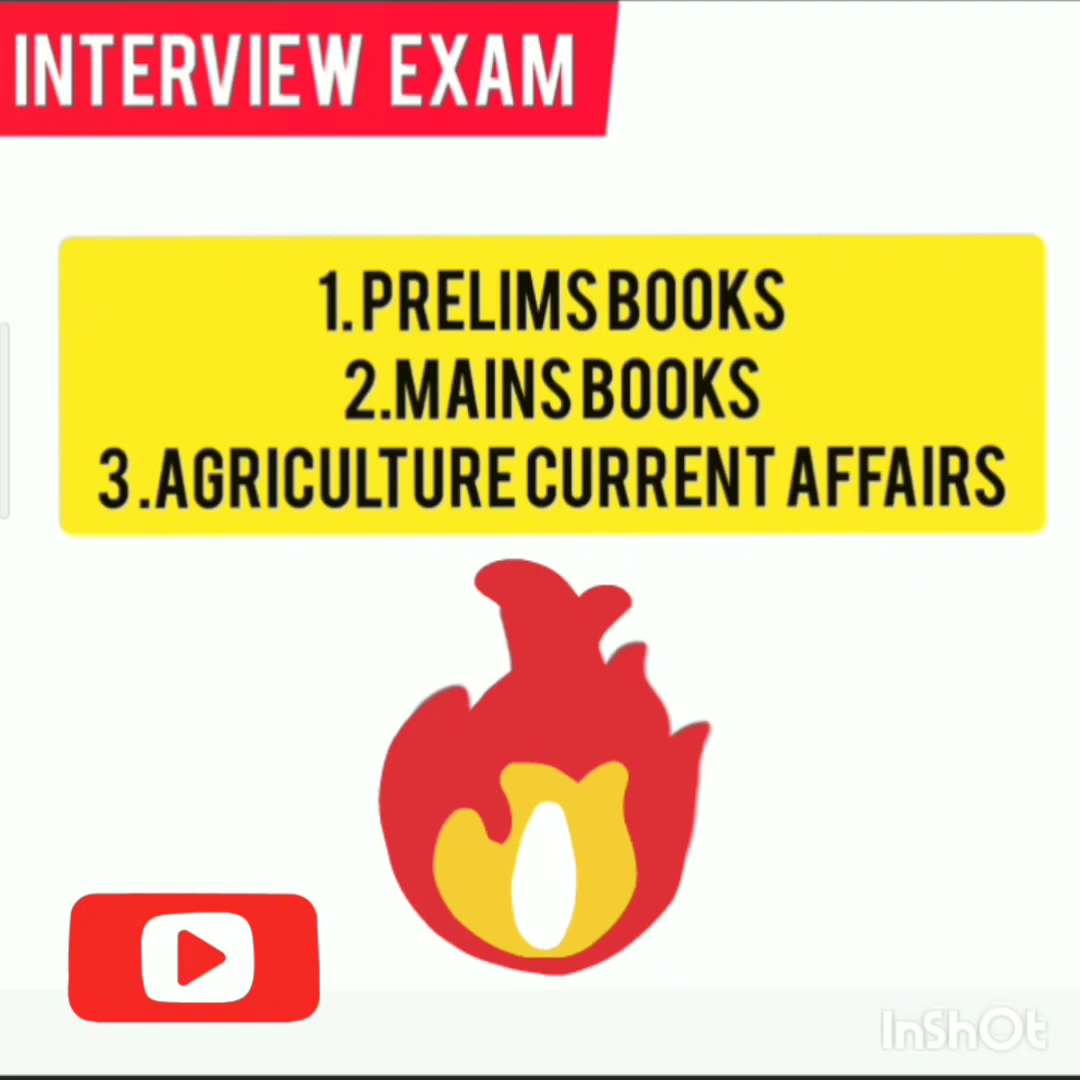 INTERVIEW EXAM
1. PRELIMS BOOKS
2.MAINS BOOKS
3.AGRICULTURE CURRENT AFFAIRS
InShOt